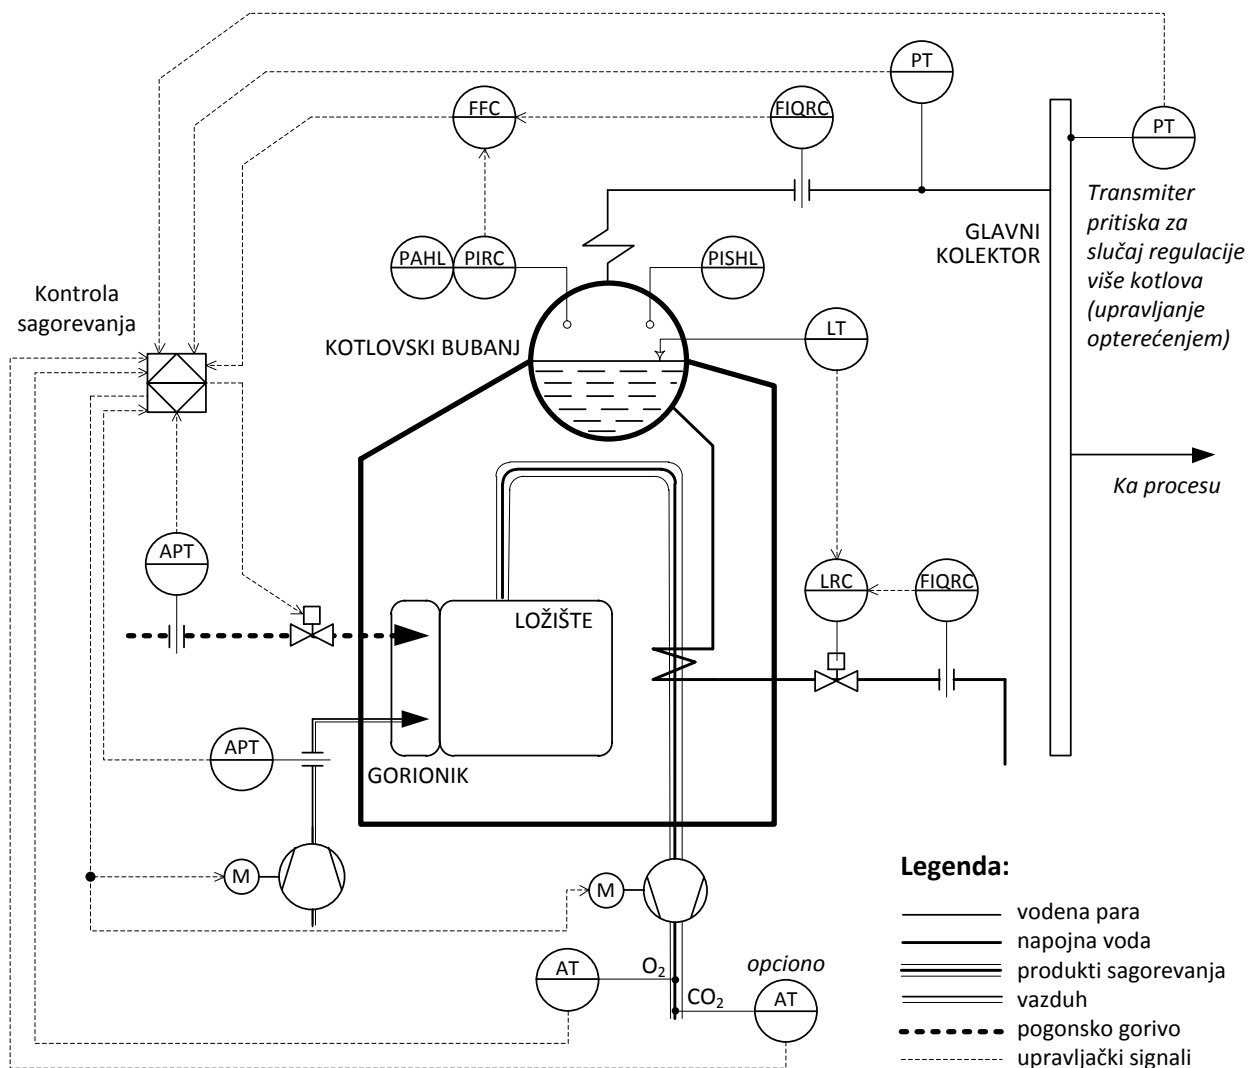 PT
FFC
FIQRC
PT
Transmiter
pritiska za
slučaj regulacije
više kotlova
(upravljanje
opterećenjem)
GLAVNI
KOLEKTOR
PAHL
PIRC
PISHL
Kontrola
sagorevanja
KOTLOVSKI BUBANJ
LT
Ka procesu
APT
LRC
FIQRC
LOŽIŠTE
APT
GORIONIK
M
M
Legenda:
vodena para
napojna voda
produkti sagorevanja
vazduh
pogonsko gorivo
upravljački signali
AT
O₂
opciono
CO₂
AT